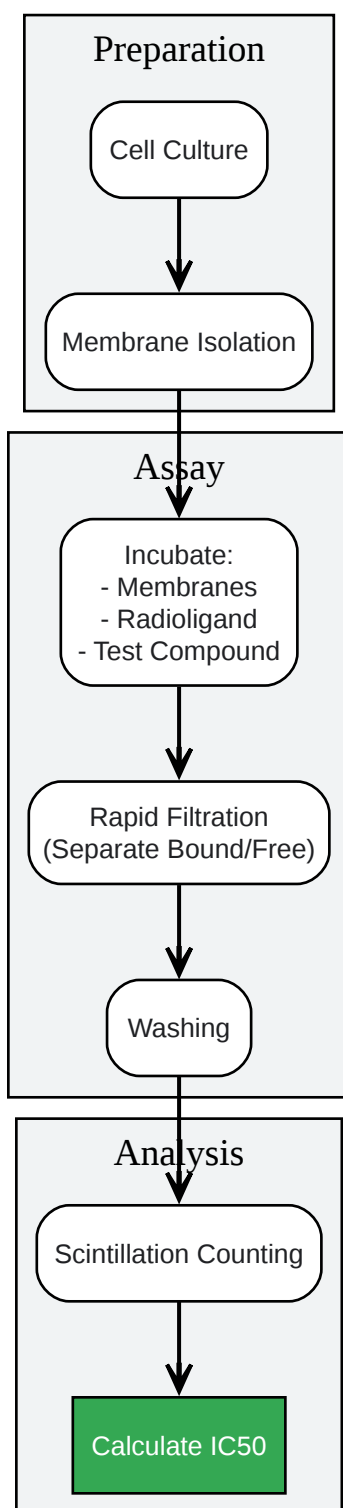 Preparation
Cell Culture
Membrane Isolation
Assay
Incubate:
- Membranes
- Radioligand
- Test Compound
Rapid Filtration
(Separate Bound/Free)
Washing
Analysis
Scintillation Counting
Calculate IC50